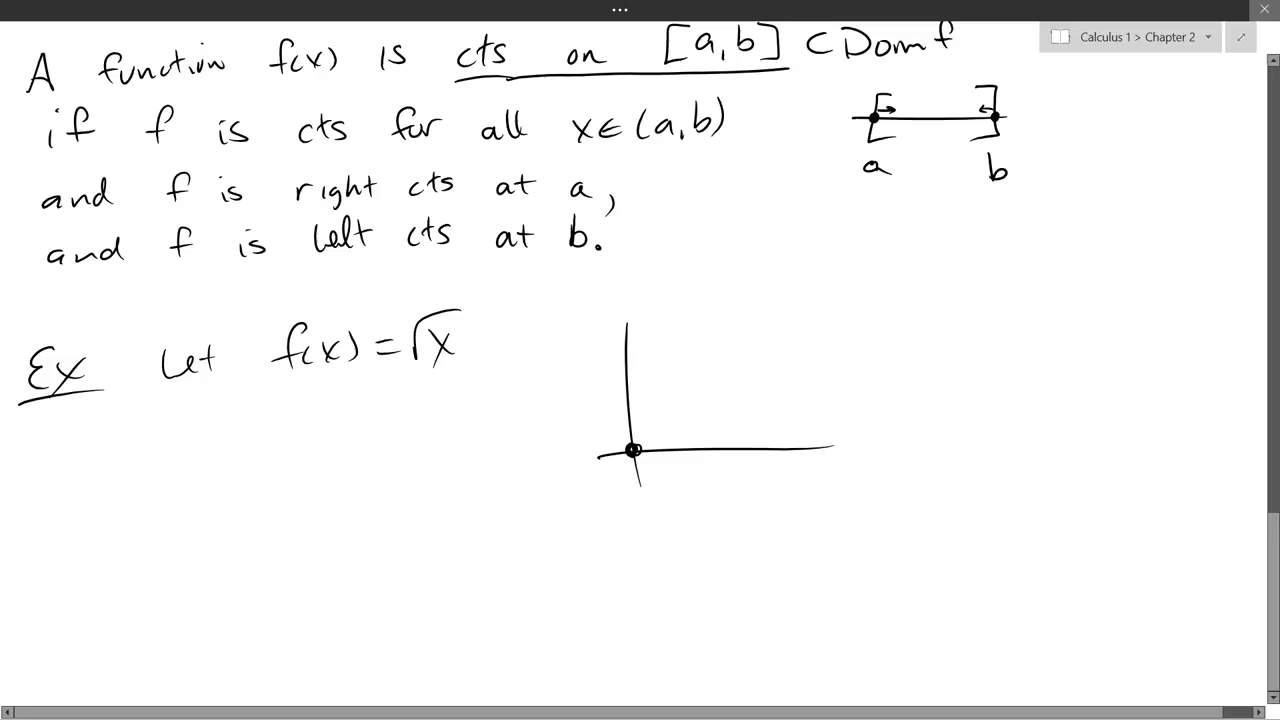 ...
Calculus 1 > Chapter 2
A function f(x) is cts on [a,b] ⊂ Dom f
if f is cts for all x∈(a,b)
and f is right cts at a,
and f is left cts at b.
a b
Ex Let f(x) = √x